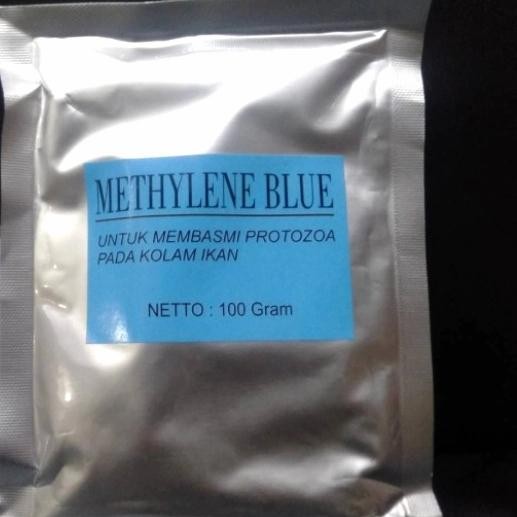 METHYLENE BLUE
UNTUK MEMBASMI PROTOZOA
PADA KOLAM IKAN
NETTO : 100 Gram